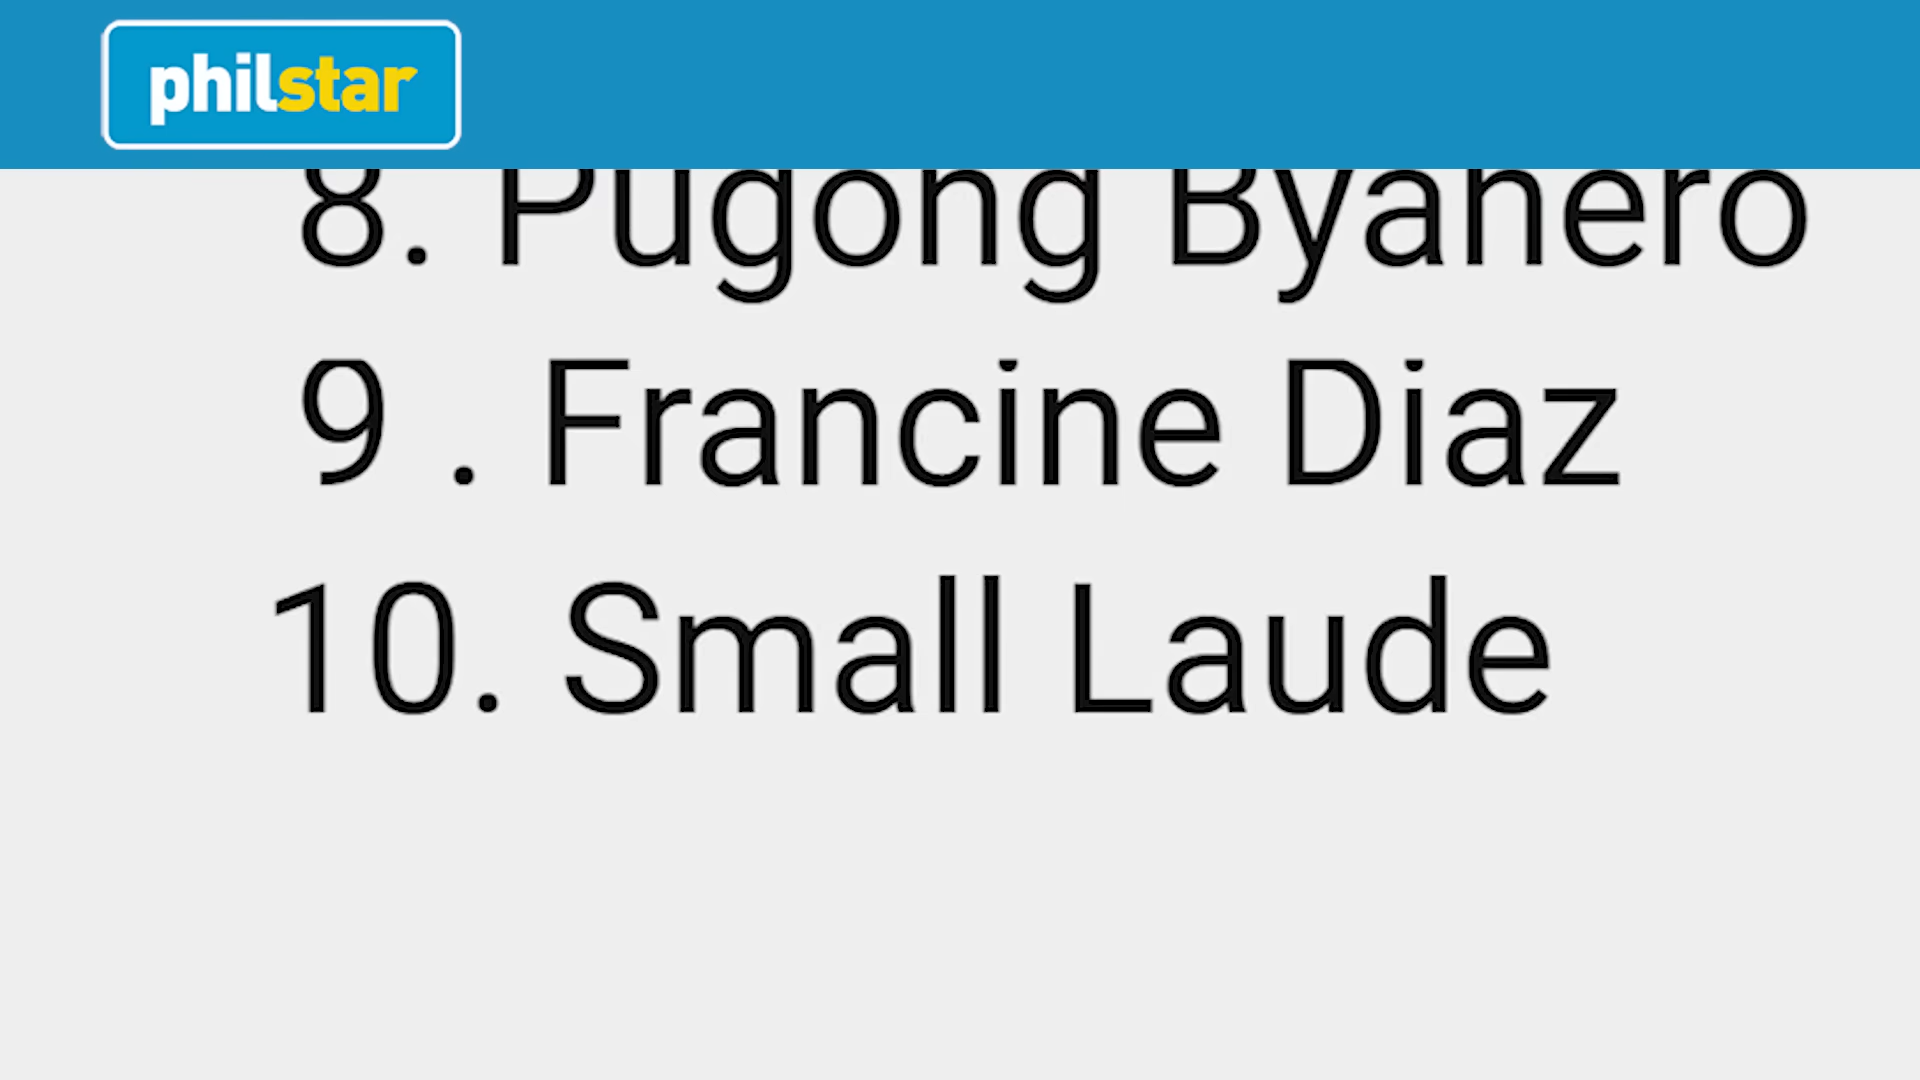 philstar
8. Pugong Byahero
9 . Francine Diaz
10. Small Laude